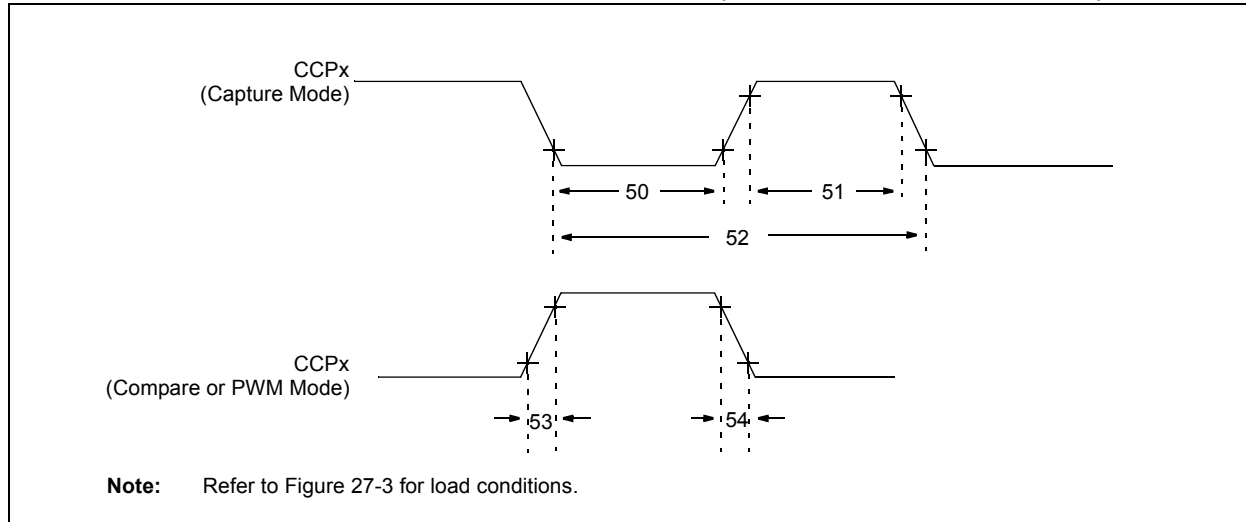 CCPx
(Capture Mode)
50
51
52
CCPx
(Compare or PWM Mode)
53
54
Note: Refer to Figure 27-3 for load conditions.